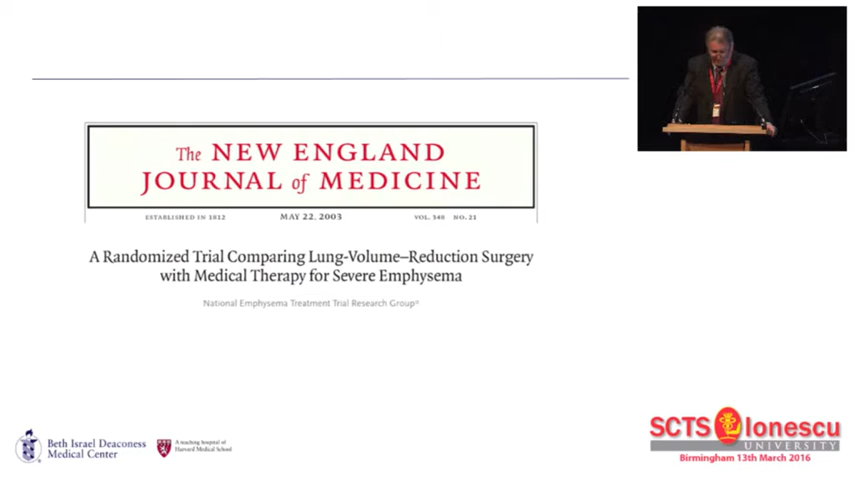 The NEW ENGLAND
JOURNAL of MEDICINE
ESTABLISHED IN 1812
MAY 22, 2003
VOL. 348 NO. 21
A Randomized Trial Comparing Lung-Volume–Reduction Surgery
with Medical Therapy for Severe Emphysema
National Emphysema Treatment Trial Research Group*
Beth Israel Deaconess
Medical Center
A teaching hospital of
Harvard Medical School
SCTS Ionescu
UNIVERSITY
Birmingham 13th March 2016